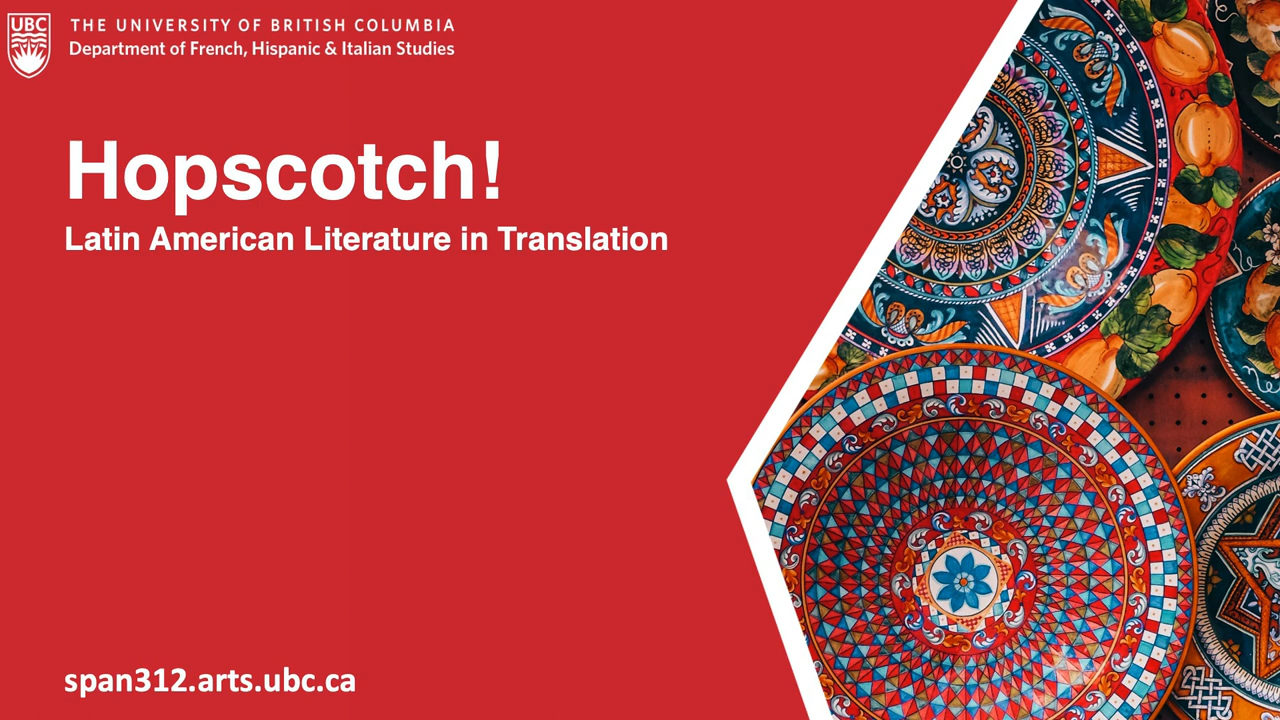 UBC
THE UNIVERSITY OF BRITISH COLUMBIA
Department of French, Hispanic & Italian Studies
Hopscotch!
Latin American Literature in Translation
span312.arts.ubc.ca